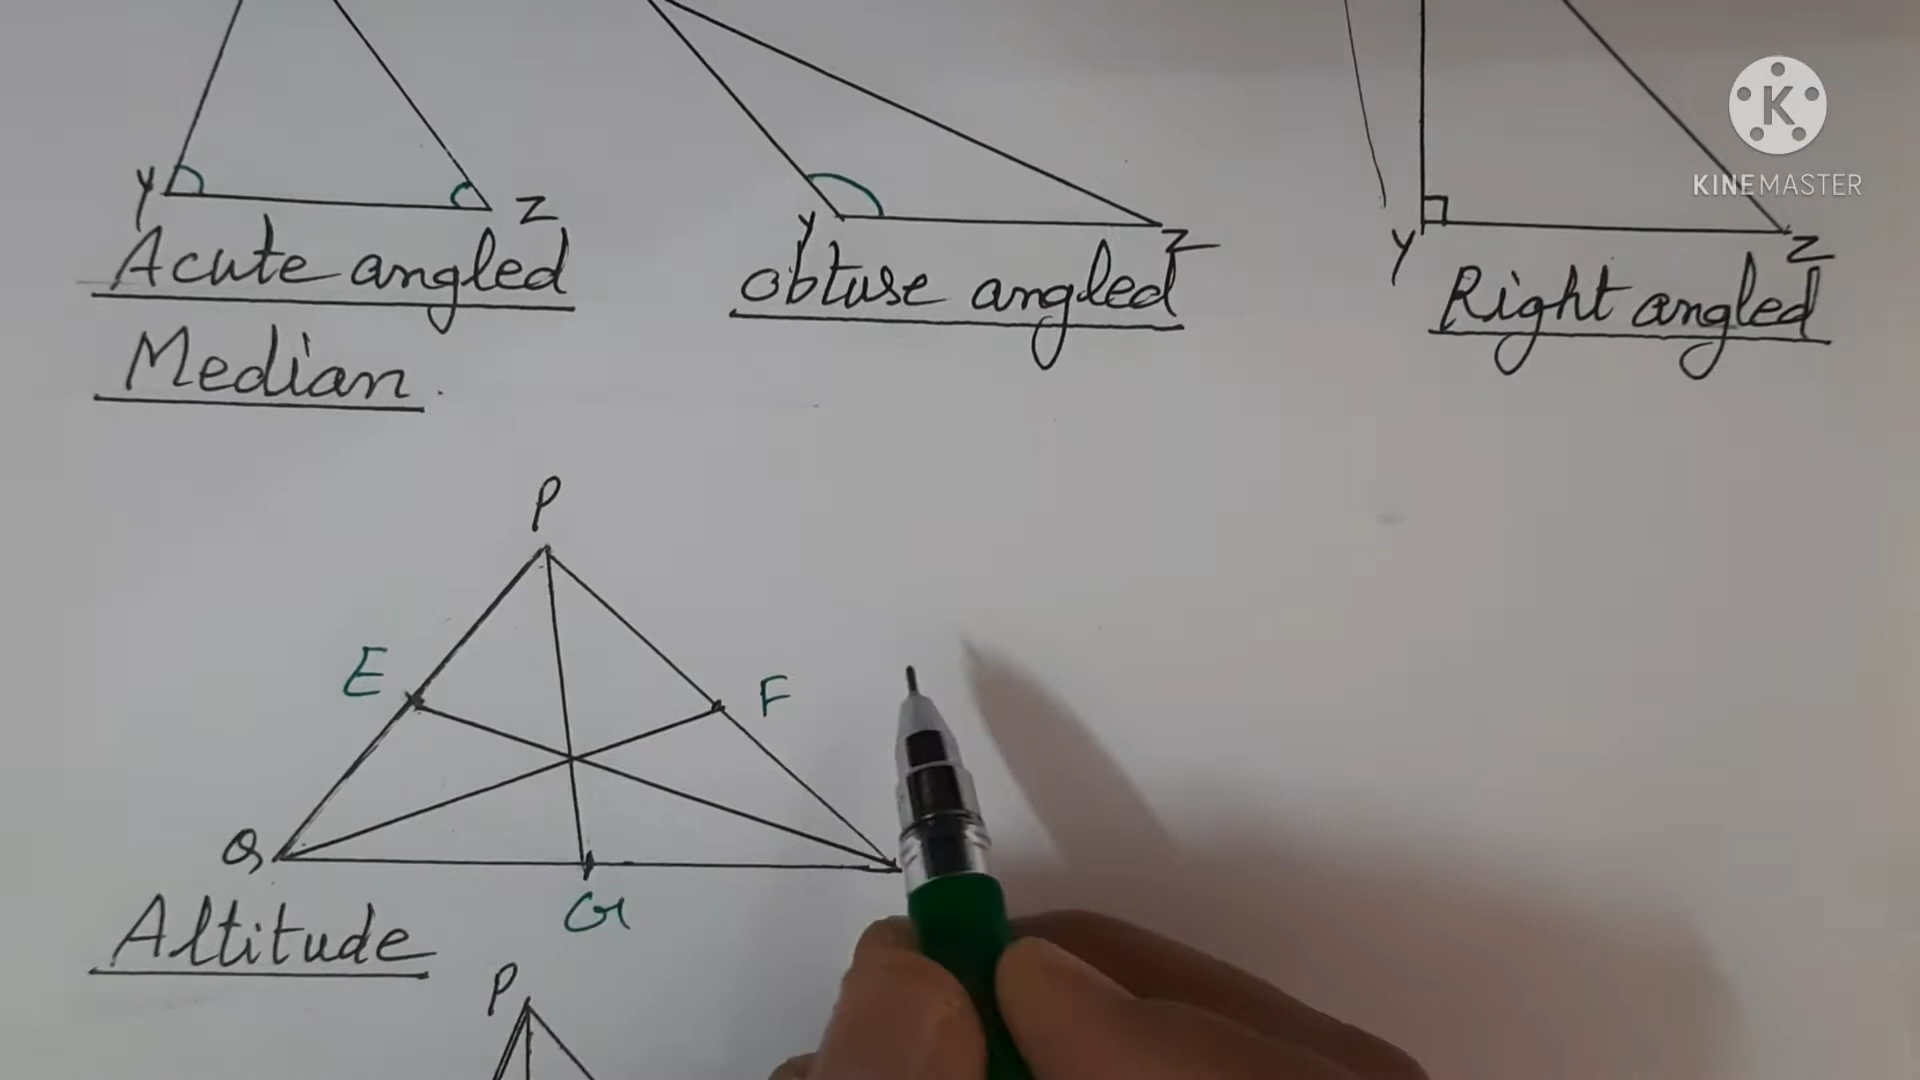 K
KINEMASTER
Y
Z
Y
Z
Y
Z
Acute angled
obtuse angled
Right angled
Median
P
E
F
Q
G
Altitude
P